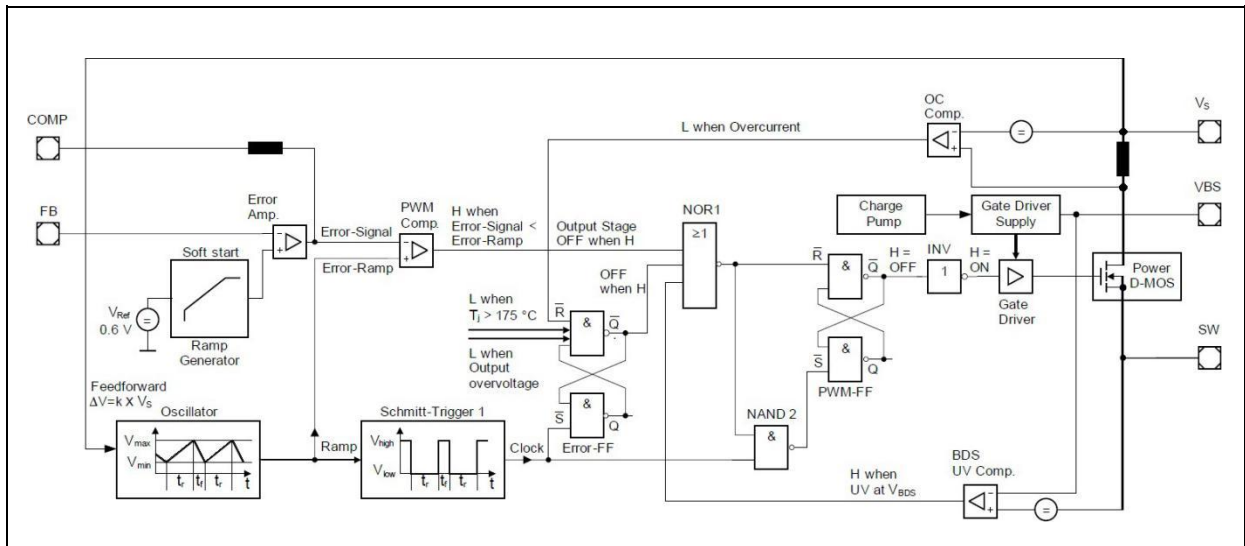 COMP
FB
Error
Amp.
Soft start
V_Ref
0.6 V
Ramp
Generator
Feedforward
ΔV=k x V_S
Oscillator
V_max
V_min
t_r
t_f
t_r
t
Ramp
Error-Signal
Error-Ramp
PWM
Comp.
H when
Error-Signal <
Error-Ramp
Output Stage
OFF when H
L when Overcurrent
OC
Comp.
-
+
=
V_S
VBS
SW
L when
T_j > 175 °C
L when
Output
overvoltage
R̅
&
Q̅
S̅
&
Q
Error-FF
OFF
when H
Schmitt-Trigger 1
V_high
V_low
t_r
t_f
t_r
t
Clock
NOR1
≥1
NAND 2
&
R̅
&
Q̅
S̅
&
Q
PWM-FF
H =
OFF
INV
1
H =
ON
Charge
Pump
Gate Driver
Supply
Gate
Driver
Power
D-MOS
H when
UV at V_BDS
BDS
UV Comp.
-
+
=